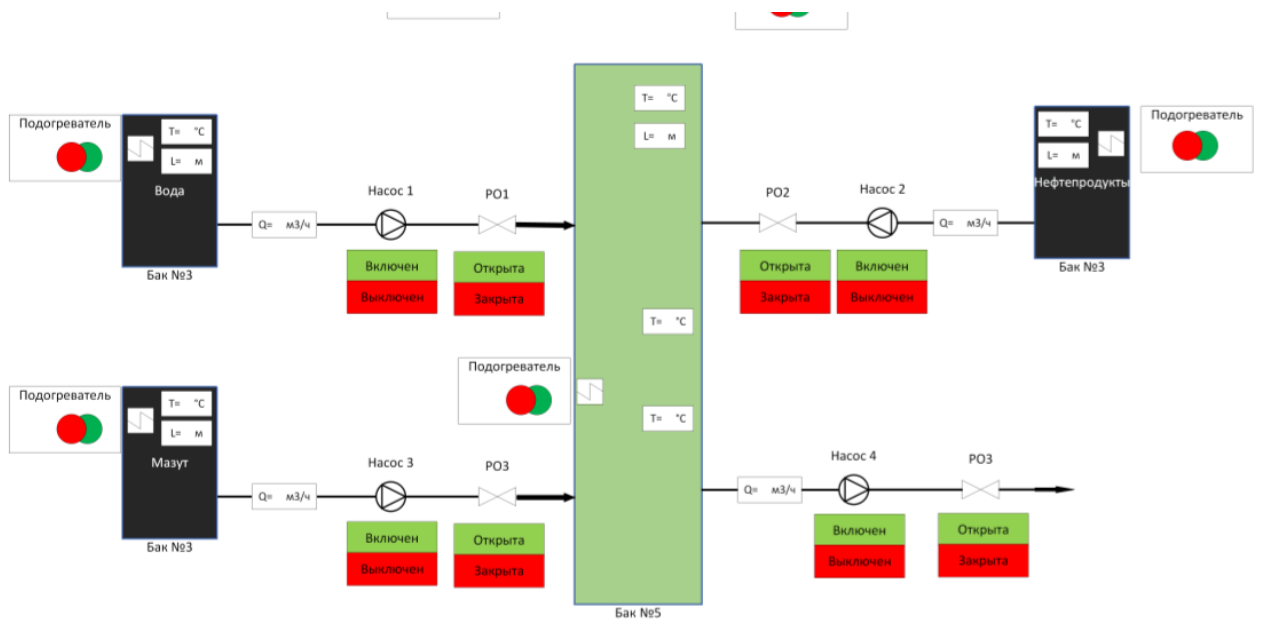 Подогреватель
T= °C
L= м
Вода
Бак №3
Q= м3/ч
Насос 1
Включен
Выключен
РО1
Открыта
Закрыта
T= °C
L= м
T= °C
T= °C
Подогреватель
Бак №5
РО2
Открыта
Закрыта
Насос 2
Включен
Выключен
Q= м3/ч
T= °C
L= м
Нефтепродукты
Бак №3
Подогреватель
Подогреватель
T= °C
L= м
Мазут
Бак №3
Q= м3/ч
Насос 3
Включен
Выключен
РО3
Открыта
Закрыта
Q= м3/ч
Насос 4
Включен
Выключен
РО3
Открыта
Закрыта